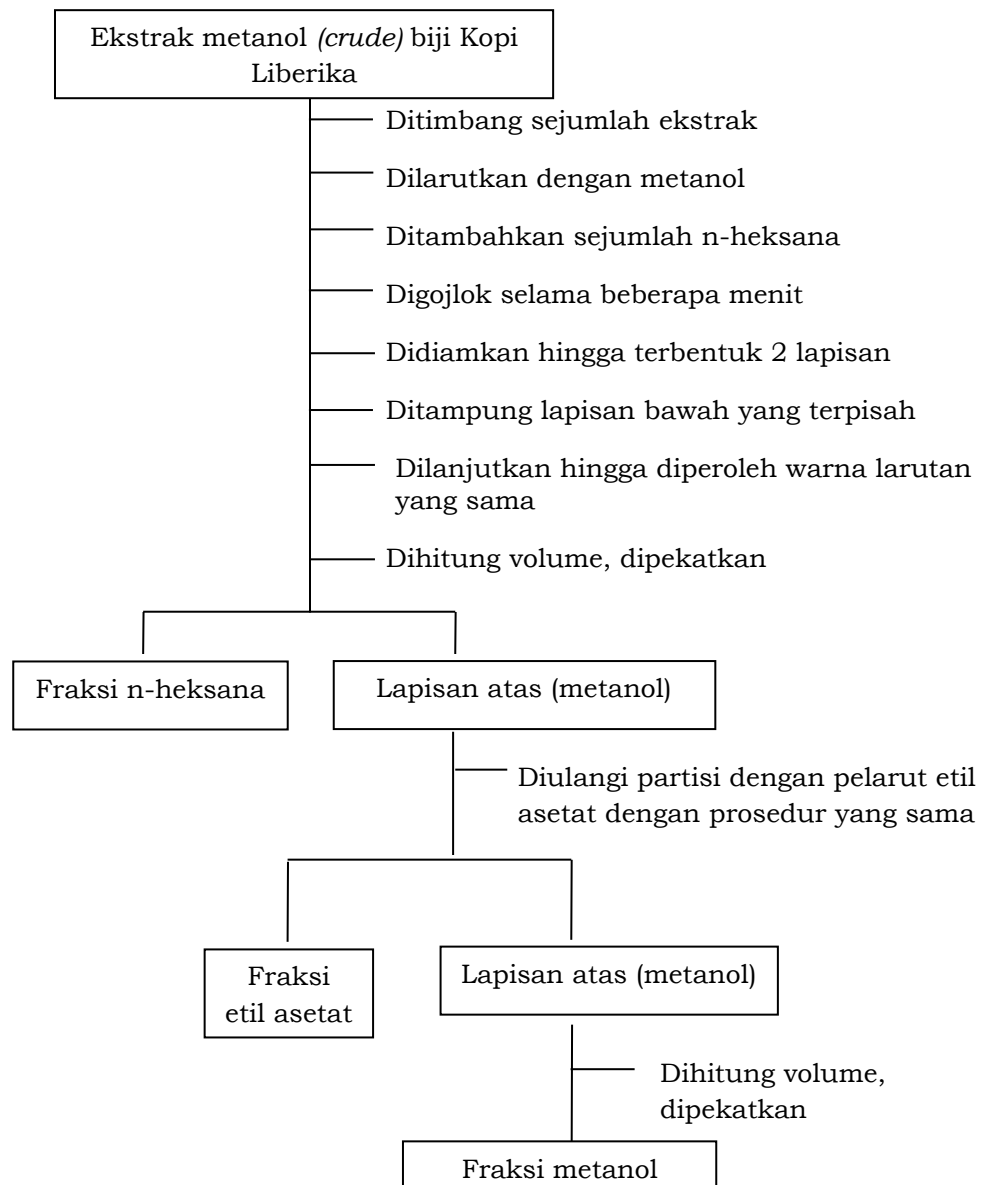 Ekstrak metanol (crude) biji Kopi
Liberika
Ditimbang sejumlah ekstrak
Dilarutkan dengan metanol
Ditambahkan sejumlah n-heksana
Digojlok selama beberapa menit
Didiamkan hingga terbentuk 2 lapisan
Ditampung lapisan bawah yang terpisah
Dilanjutkan hingga diperoleh warna larutan
yang sama
Dihitung volume, dipekatkan
Fraksi n-heksana
Lapisan atas (metanol)
Diulangi partisi dengan pelarut etil
asetat dengan prosedur yang sama
Fraksi
etil asetat
Lapisan atas (metanol)
Dihitung volume,
dipekatkan
Fraksi metanol